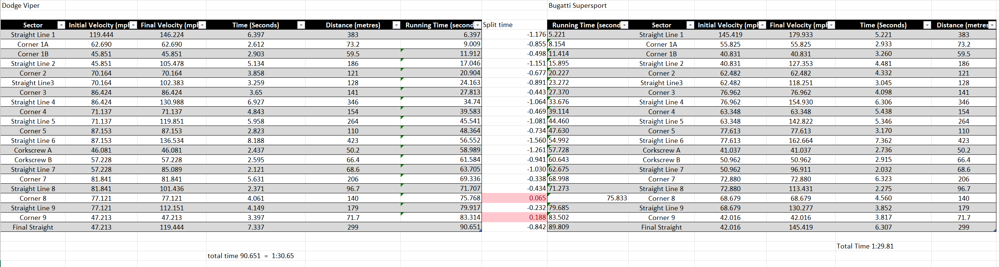 Dodge Viper Bugatti Supersport
Sector Initial Velocity (mph Final Velocity (mph Time (Seconds) Distance (metres) Running Time (second Split time Running Time (second Sector Initial Velocity (mph Final Velocity (mph Time (Seconds) Distance (metres
Straight Line 1 119.444 146.224 6.397 383 6.397 -1.176 5.221 Straight Line 1 145.419 179.933 5.221 383
Corner 1A 62.690 62.690 2.612 73.2 9.009 -0.855 8.154 Corner 1A 55.825 55.825 2.933 73.2
Corner 1B 45.851 45.851 2.903 59.5 11.912 -0.498 11.414 Corner 1B 40.831 40.831 3.260 59.5
Straight Line 2 45.851 105.478 5.134 186 17.046 -1.151 15.895 Straight Line 2 40.831 127.353 4.481 186
Corner 2 70.164 70.164 3.858 121 20.904 -0.677 20.227 Corner 2 62.482 62.482 4.332 121
Straight Line3 70.164 102.383 3.259 128 24.163 -0.891 23.272 Straight Line3 62.482 118.251 3.045 128
Corner 3 86.424 86.424 3.65 141 27.813 -0.443 27.370 Corner 3 76.962 76.962 4.098 141
Straight Line 4 86.424 130.988 6.927 346 34.74 -1.064 33.676 Straight Line 4 76.962 154.930 6.306 346
Corner 4 71.137 71.137 4.843 154 39.583 -0.469 39.114 Corner 4 63.348 63.348 5.438 154
Straight Line 5 71.137 119.851 5.958 264 45.541 -1.081 44.460 Straight Line 5 63.348 142.822 5.346 264
Corner 5 87.153 87.153 2.823 110 48.364 -0.734 47.630 Corner 5 77.613 77.613 3.170 110
Straight Line 6 87.153 136.534 8.188 423 56.552 -1.560 54.992 Straight Line 6 77.613 162.664 7.362 423
Corkscrew A 46.081 46.081 2.437 50.2 58.989 -1.261 57.728 Corkscrew A 41.037 41.037 2.736 50.2
Corkscrew B 57.228 57.228 2.595 66.4 61.584 -0.941 60.643 Corkscrew B 50.962 50.962 2.915 66.4
Straight Line 7 57.228 85.089 2.121 68.6 63.705 -1.030 62.675 Straight Line 7 50.962 96.911 2.032 68.6
Corner 7 81.841 81.841 5.631 206 69.336 -0.338 68.998 Corner 7 72.880 72.880 6.323 206
Straight Line 8 81.841 101.436 2.371 96.7 71.707 -0.434 71.273 Straight Line 8 72.880 113.431 2.275 96.7
Corner 8 77.121 77.121 4.061 140 75.768 0.065 75.833 Corner 8 68.679 68.679 4.560 140
Straight Line 9 77.121 112.151 4.149 179 79.917 -0.232 79.685 Straight Line 9 68.679 130.277 3.852 179
Corner 9 47.213 47.213 3.397 71.7 83.314 0.188 83.502 Corner 9 42.016 42.016 3.817 71.7
Final Straight 47.213 119.444 7.337 299 90.651 -0.842 89.809 Final Straight 42.016 145.419 6.307 299
Total Time 1:29.81
total time 90.651 = 1:30.65